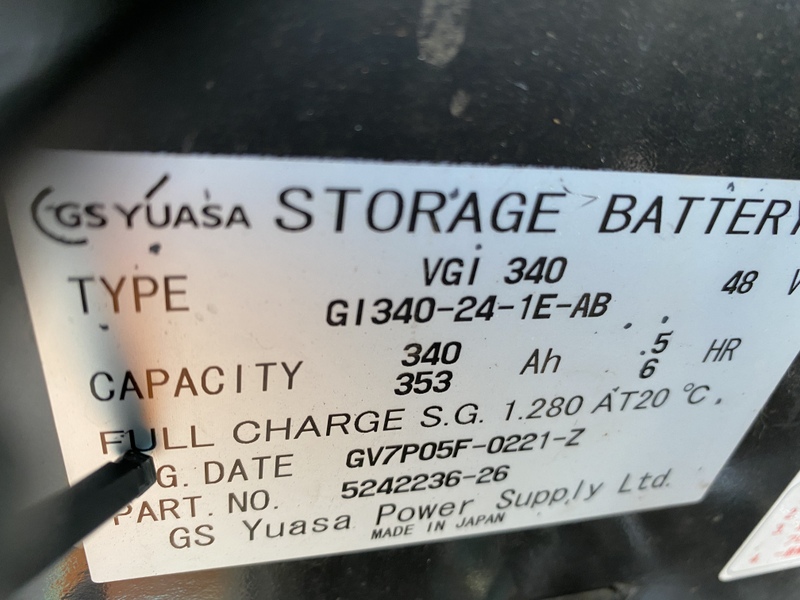 GS YUASA STORAGE BATTERY
TYPE VGI 340 48 V
GI340-24-1E-AB
CAPACITY 340 Ah 5 HR
353 6
FULL CHARGE S.G. 1.280 AT20 ℃.
G. DATE GV7P05F-0221-Z
PART. NO. 5242236-26
GS Yuasa Power Supply Ltd.
MADE IN JAPAN